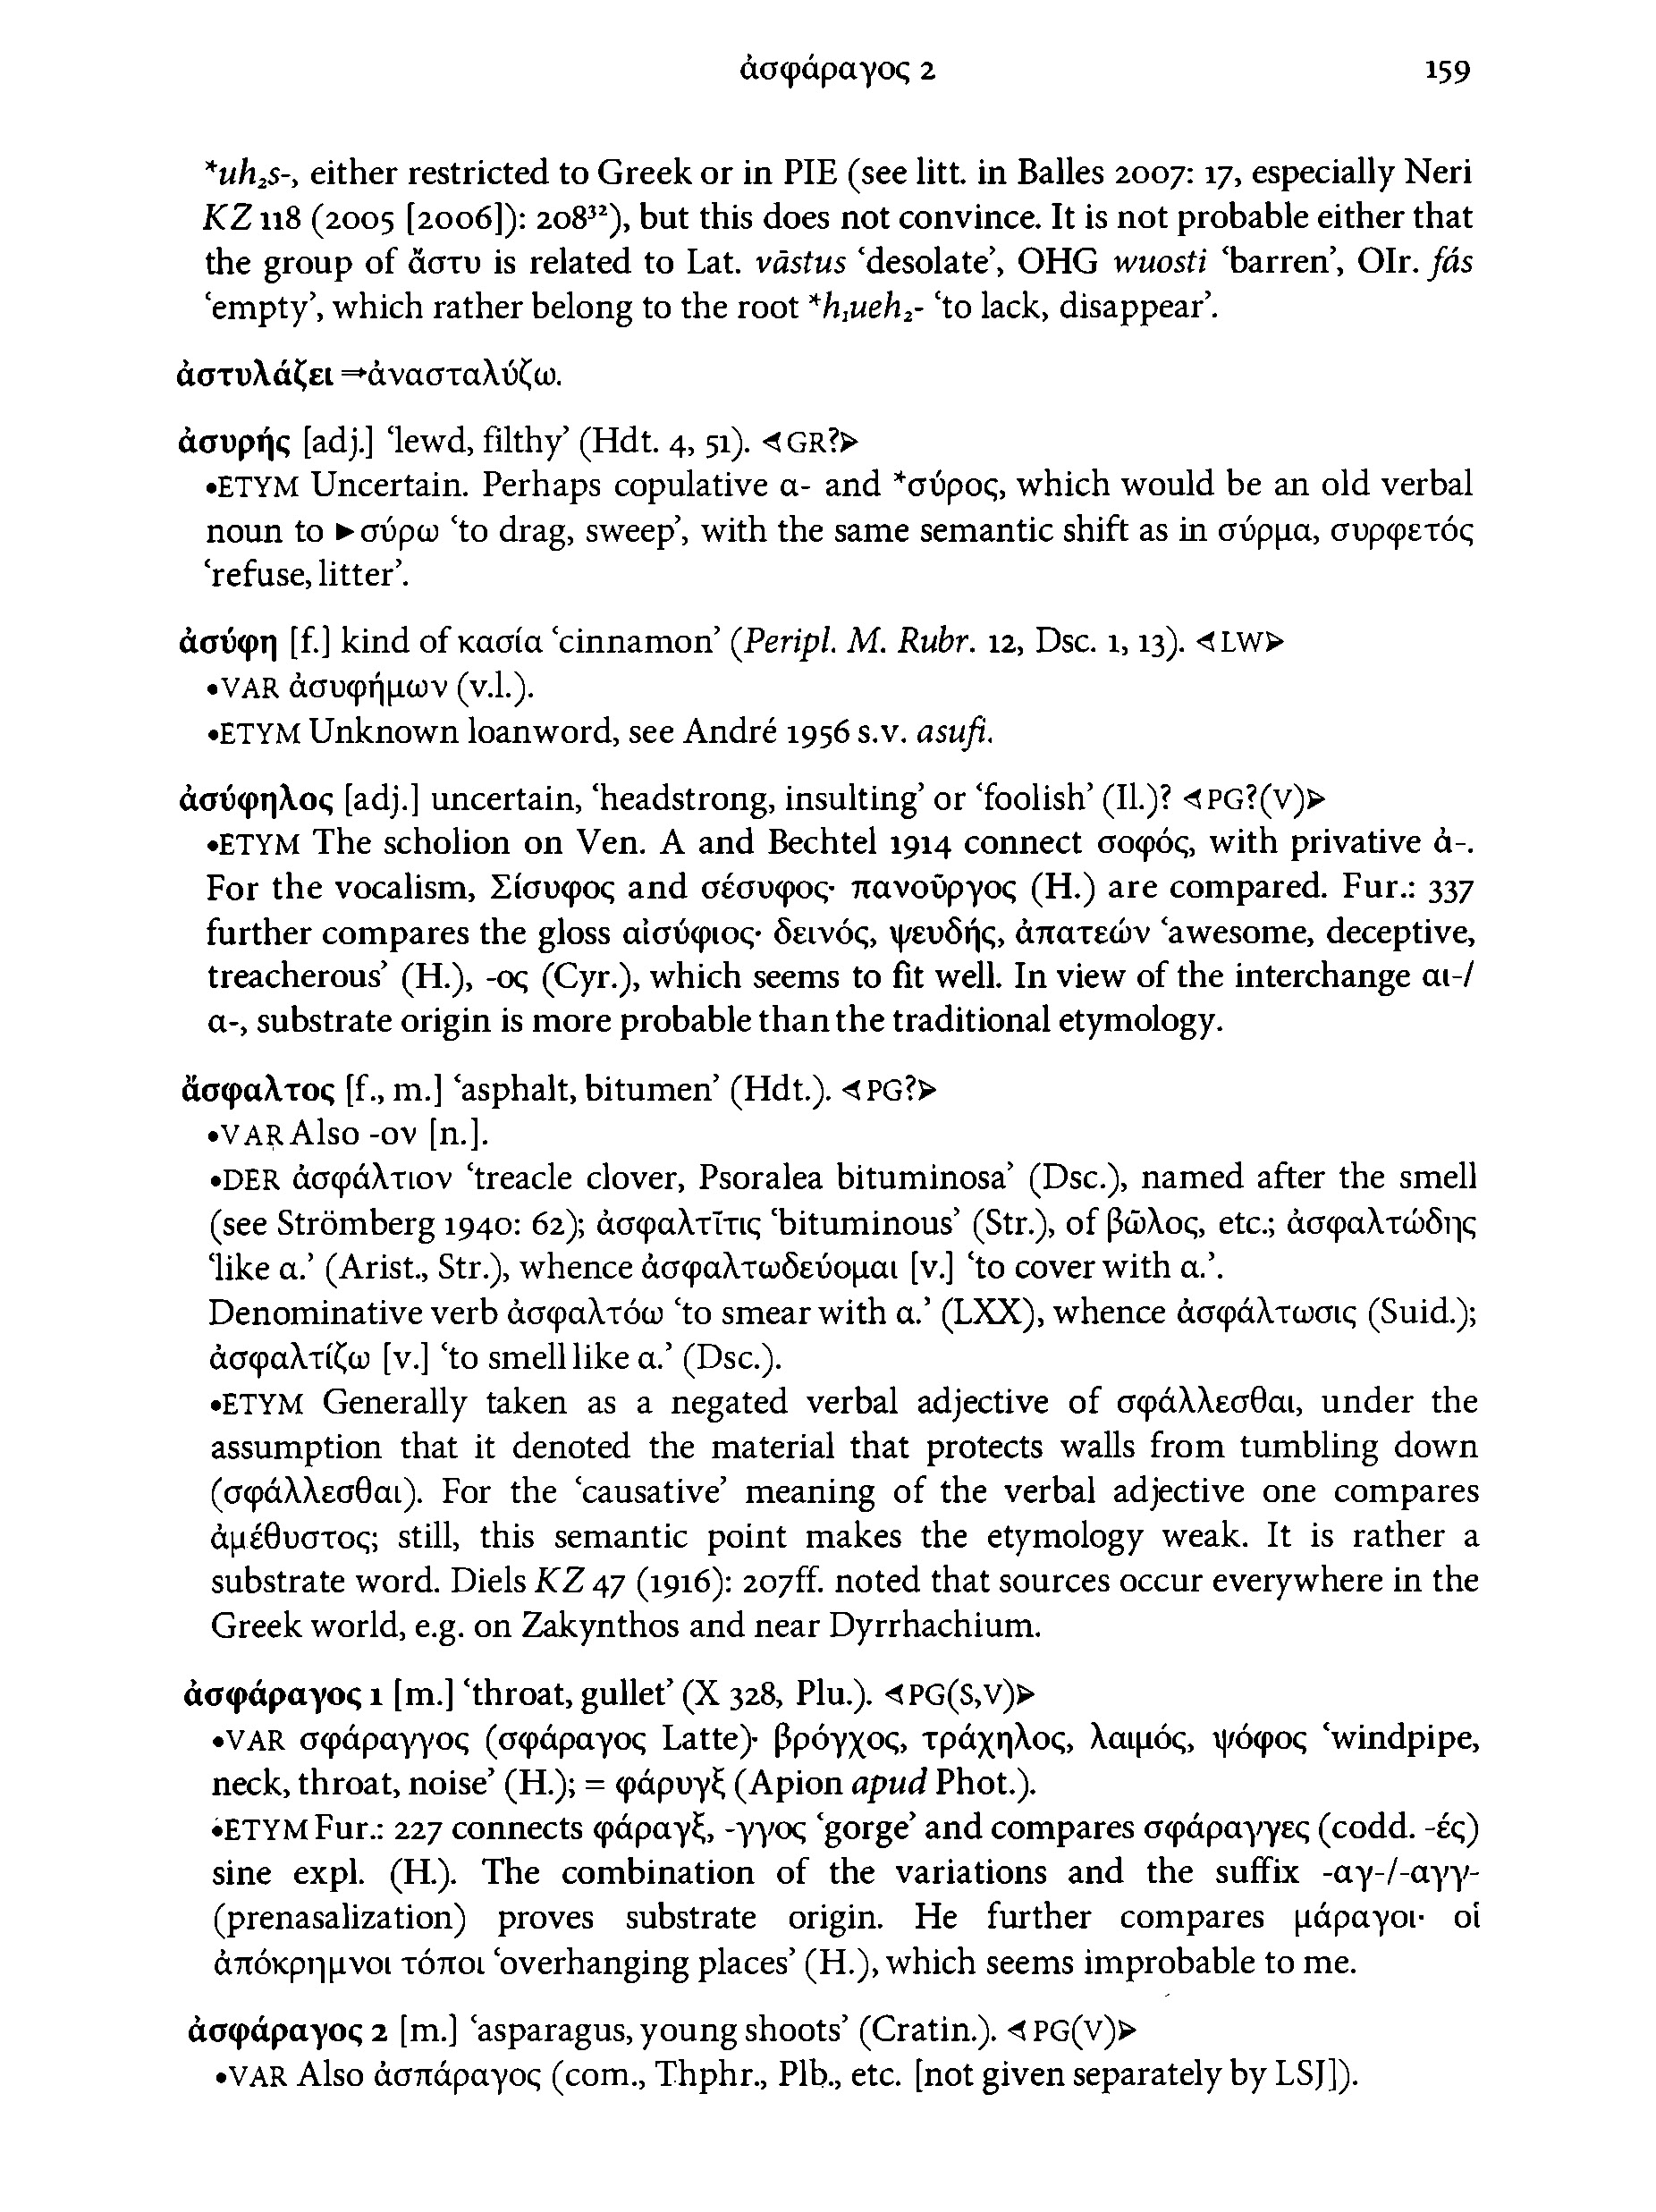 ἀσφάραγος 2 159
*uh₂s-, either restricted to Greek or in PIE (see litt. in Balles 2007: 17, especially Neri
KZ 118 (2005 [2006]): 208³²), but this does not convince. It is not probable either that
the group of ἄστυ is related to Lat. vāstus ‘desolate’, OHG wuosti ‘barren’, OIr. fás
‘empty’, which rather belong to the root *h₁ueh₂- ‘to lack, disappear’.
ἀστυλάζει ⇒ἀνασταλύζω.
ἀσυρής [adj.] ‘lewd, filthy’ (Hdt. 4, 51). ⊲GR?⊳
•ETYM Uncertain. Perhaps copulative α- and *σύρος, which would be an old verbal
noun to ►σύρω ‘to drag, sweep’, with the same semantic shift as in σύρμα, συρφετός
‘refuse, litter’.
ἀσύφη [f.] kind of κασία ‘cinnamon’ (Peripl. M. Rubr. 12, Dsc. 1, 13). ⊲LW⊳
•VAR ἀσυφήμων (v.l.).
•ETYM Unknown loanword, see André 1956 s.v. asufi.
ἀσύφηλος [adj.] uncertain, ‘headstrong, insulting’ or ‘foolish’ (Il.)? ⊲PG?(V)⊳
•ETYM The scholion on Ven. A and Bechtel 1914 connect σοφός, with privative ἀ-.
For the vocalism, Σίσυφος and σέσυφος· πανοῦργος (H.) are compared. Fur.: 337
further compares the gloss αἰσύφιος· δεινός, ψευδής, ἀπατεών ‘awesome, deceptive,
treacherous’ (H.), -ος (Cyr.), which seems to fit well. In view of the interchange αι-/
α-, substrate origin is more probable than the traditional etymology.
ἄσφαλτος [f., m.] ‘asphalt, bitumen’ (Hdt.). ⊲PG?⊳
•VAR Also -ον [n.].
•DER ἀσφάλτιον ‘treacle clover, Psoralea bituminosa’ (Dsc.), named after the smell
(see Strömberg 1940: 62); ἀσφαλτῖτις ‘bituminous’ (Str.), of βῶλος, etc.; ἀσφαλτώδης
‘like a.’ (Arist., Str.), whence ἀσφαλτωδεύομαι [v.] ‘to cover with a.’.
Denominative verb ἀσφαλτόω ‘to smear with a.’ (LXX), whence ἀσφάλτωσις (Suid.);
ἀσφαλτίζω [v.] ‘to smell like a.’ (Dsc.).
•ETYM Generally taken as a negated verbal adjective of σφάλλεσθαι, under the
assumption that it denoted the material that protects walls from tumbling down
(σφάλλεσθαι). For the ‘causative’ meaning of the verbal adjective one compares
ἀμέθυστος; still, this semantic point makes the etymology weak. It is rather a
substrate word. Diels KZ 47 (1916): 207ff. noted that sources occur everywhere in the
Greek world, e.g. on Zakynthos and near Dyrrhachium.
ἀσφάραγος 1 [m.] ‘throat, gullet’ (X 328, Plu.). ⊲PG(S,V)⊳
•VAR σφάραγγος (σφάραγος Latte)· βρόγχος, τράχηλος, λαιμός, ψόφος ‘windpipe,
neck, throat, noise’ (H.); = φάρυγξ (Apion apud Phot.).
•ETYM Fur.: 227 connects φάραγξ, -γγος ‘gorge’ and compares σφάραγγες (codd. -ές)
sine expl. (H.). The combination of the variations and the suffix -αγ-/-αγγ-
(prenasalization) proves substrate origin. He further compares μάραγοι· οἱ
ἀπόκρημνοι τόποι ‘overhanging places’ (H.), which seems improbable to me.
ἀσφάραγος 2 [m.] ‘asparagus, young shoots’ (Cratin.). ⊲PG(V)⊳
•VAR Also ἀσπάραγος (com., Thphr., Plb., etc. [not given separately by LSJ]).